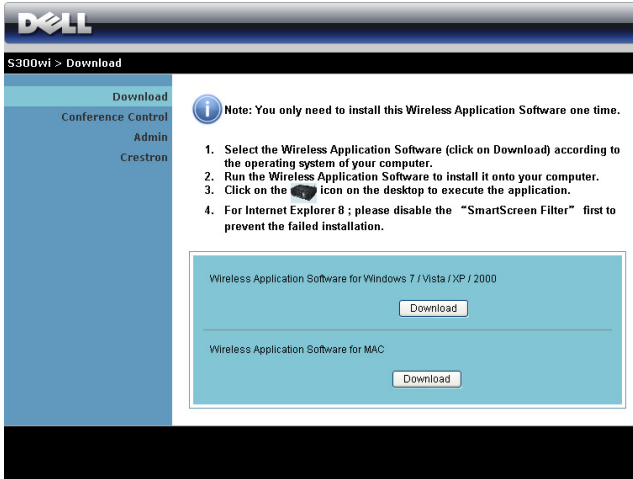 DELL
S300wi > Download
Download
Conference Control
Admin
Crestron
Note: You only need to install this Wireless Application Software one time.
1. Select the Wireless Application Software (click on Download) according to
the operating system of your computer.
2. Run the Wireless Application Software to install it onto your computer.
3. Click on the icon on the desktop to execute the application.
4. For Internet Explorer 8 ; please disable the “SmartScreen Filter” first to
prevent the failed installation.
Wireless Application Software for Windows 7 / Vista / XP / 2000
Download
Wireless Application Software for MAC
Download